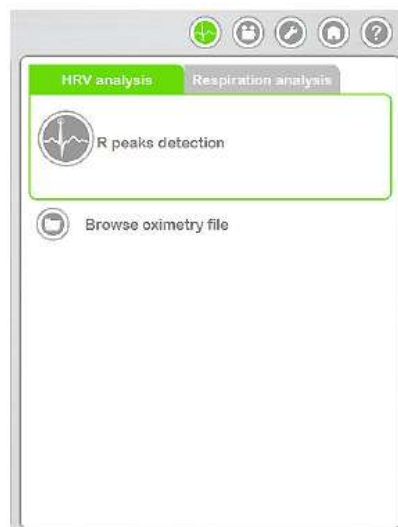 HRV analysis Respiration analysis
R peaks detection
Browse oximetry file